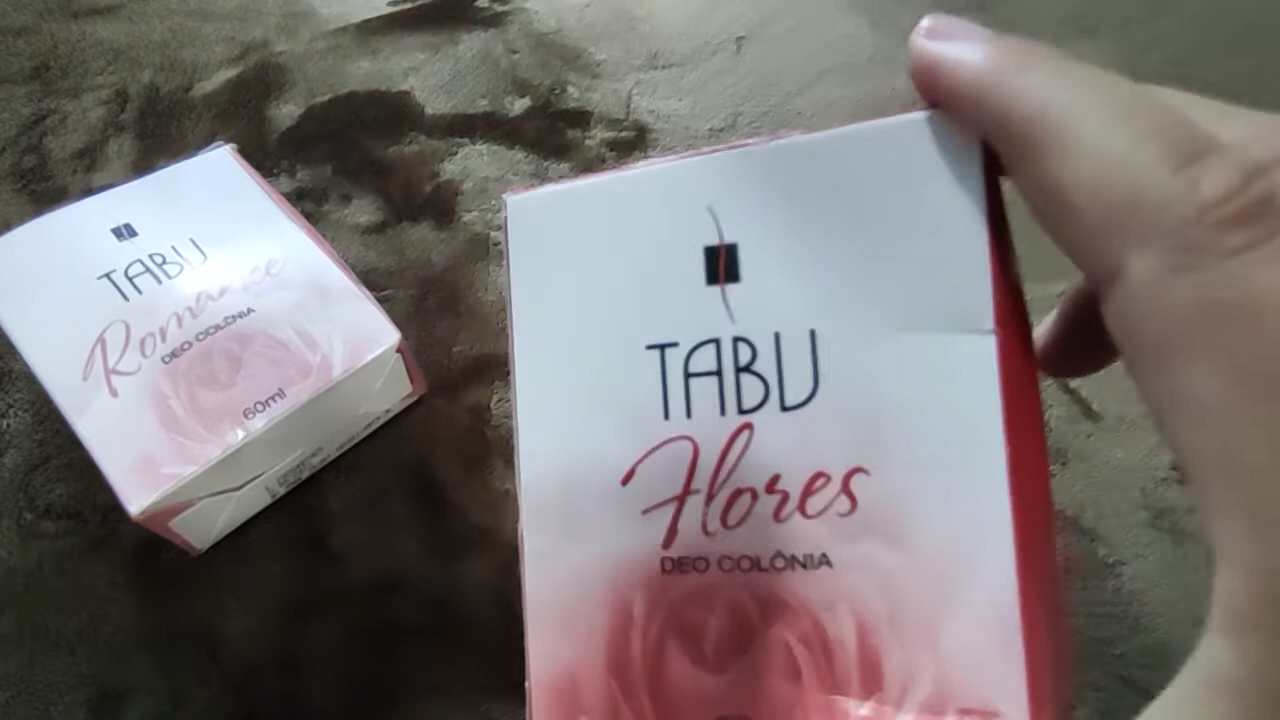 TABU
Romance
DEO COLÔNIA
60ml
TABU
Flores
DEO COLÔNIA